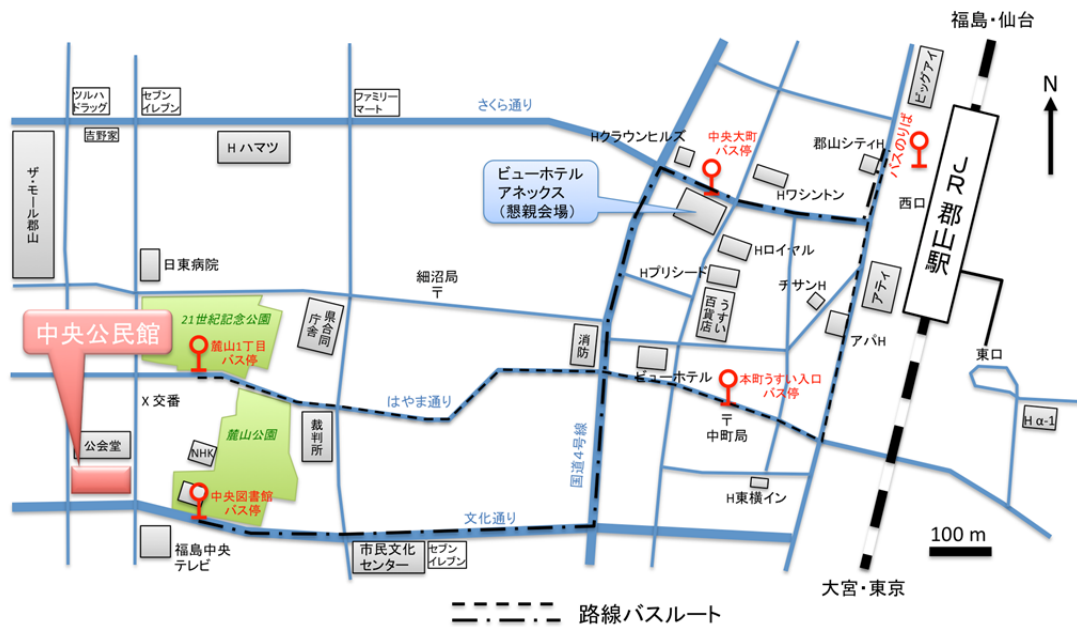 福島・仙台
N
ツルハ
ドラッグ
セブン
イレブン
ファミリー
マート
さくら通り
ビッグアイ
吉野家
H ハマツ
Hクラウンヒルズ
中央大町
バス停
郡山シティH
バスのりば
JR 郡山駅
ザ・モール郡山
ビューホテル
アネックス
(懇親会場)
Hワシントン
西口
日東病院
細沼局
〒
Hロイヤル
Hプリシード
チサンH
アティ
うすい
百貨店
21世紀記念公園
県合同
庁舎
中央公民館
麓山1丁目
バス停
消防
アパH
東口
ビューホテル
本町うすい入口
バス停
X 交番
はやま通り
〒
中町局
H α-1
麓山公園
裁判所
公会堂
NHK
国道4号線
H東横イン
中央図書館
バス停
文化通り
100 m
福島中央
テレビ
市民文化
センター
セブン
イレブン
大宮・東京
路線バスルート